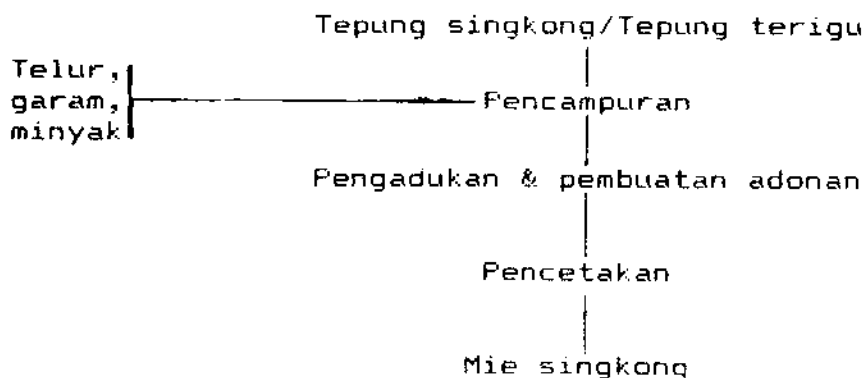 Tepung singkong/Tepung terigu
Telur,
garam,
minyak
Pencampuran
Pengadukan & pembuatan adonan
Pencetakan
Mie singkong